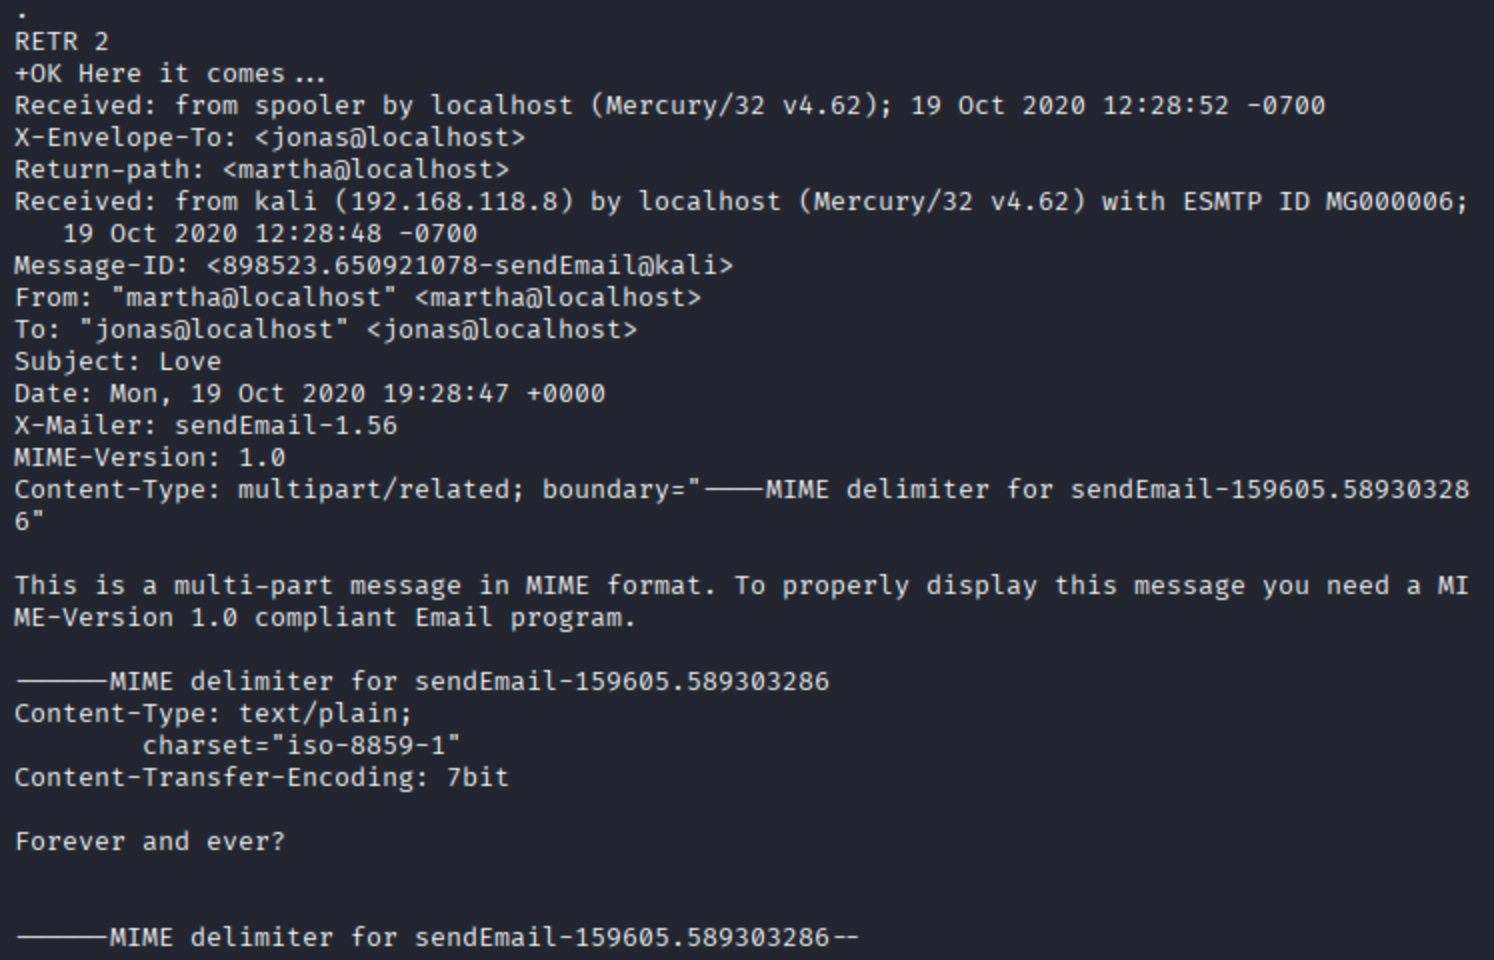 .
RETR 2
+OK Here it comes...
Received: from spooler by localhost (Mercury/32 v4.62); 19 Oct 2020 12:28:52 -0700
X-Envelope-To: <jonas@localhost>
Return-path: <martha@localhost>
Received: from kali (192.168.118.8) by localhost (Mercury/32 v4.62) with ESMTP ID MG000006;
   19 Oct 2020 12:28:48 -0700
Message-ID: <898523.650921078-sendEmail@kali>
From: "martha@localhost" <martha@localhost>
To: "jonas@localhost" <jonas@localhost>
Subject: Love
Date: Mon, 19 Oct 2020 19:28:47 +0000
X-Mailer: sendEmail-1.56
MIME-Version: 1.0
Content-Type: multipart/related; boundary="----MIME delimiter for sendEmail-159605.58930328
6"
This is a multi-part message in MIME format. To properly display this message you need a MI
ME-Version 1.0 compliant Email program.
------MIME delimiter for sendEmail-159605.589303286
Content-Type: text/plain;
        charset="iso-8859-1"
Content-Transfer-Encoding: 7bit
Forever and ever?
------MIME delimiter for sendEmail-159605.589303286--